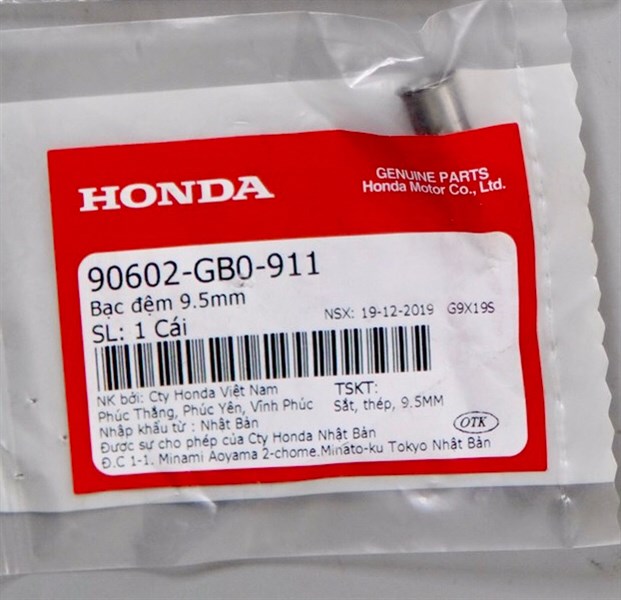 HONDA
GENUINE PARTS
Honda Motor Co., Ltd.
90602-GB0-911
Bạc đệm 9.5mm
NSX: 19-12-2019 G9X19S
SL: 1 Cái
NK bởi: Cty Honda Việt Nam
Phúc Thắng, Phúc Yên, Vĩnh Phúc
TSKT:
Sắt, thép, 9.5MM
Nhập khẩu từ : Nhật Bản
Được sự cho phép của Cty Honda Nhật Bản
OTK
Đ.C 1-1. Minami Aoyama 2-chome.Minato-ku Tokyo Nhật Bản